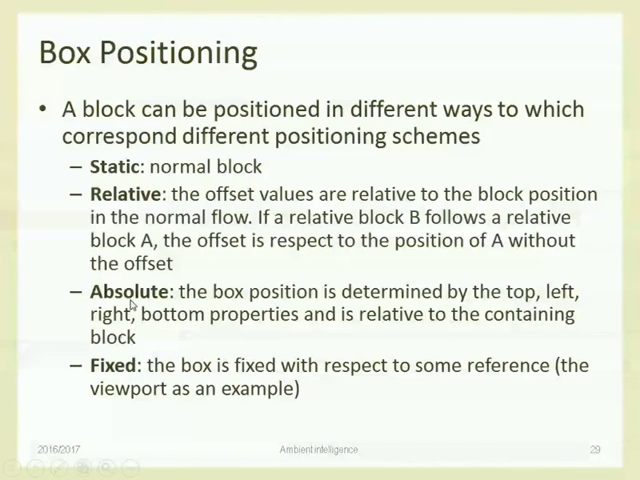 Box Positioning
• A block can be positioned in different ways to which
correspond different positioning schemes
– Static: normal block
– Relative: the offset values are relative to the block position
in the normal flow. If a relative block B follows a relative
block A, the offset is respect to the position of A without
the offset
– Absolute: the box position is determined by the top, left,
right, bottom properties and is relative to the containing
block
– Fixed: the box is fixed with respect to some reference (the
viewport as an example)
2016/2017 Ambient intelligence 29